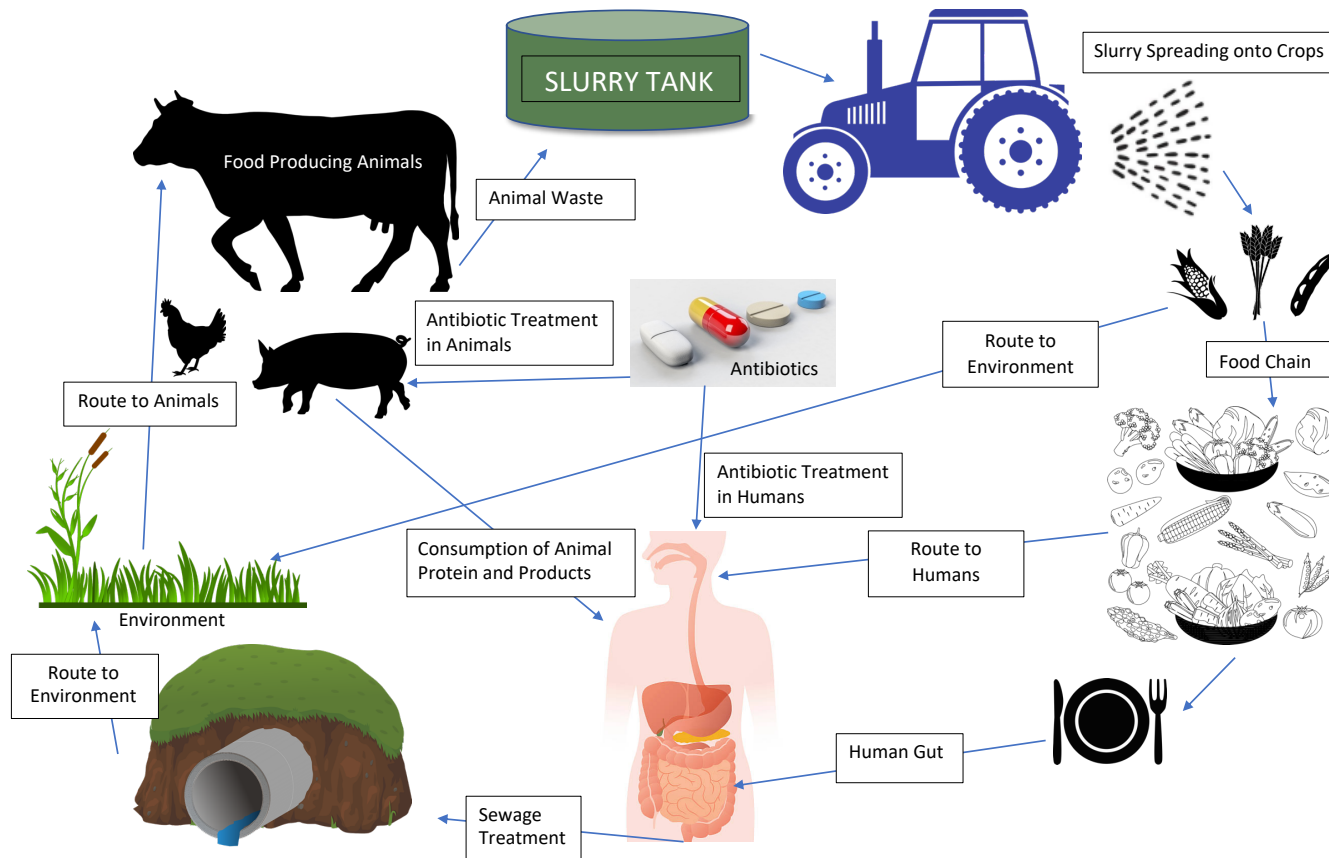 SLURRY TANK
Slurry Spreading onto Crops
Food Producing Animals
Animal Waste
Antibiotic Treatment
in Animals
Antibiotics
Route to
Environment
Food Chain
Route to Animals
Antibiotic Treatment
in Humans
Consumption of Animal
Protein and Products
Route to
Humans
Environment
Route to
Environment
Human Gut
Sewage
Treatment